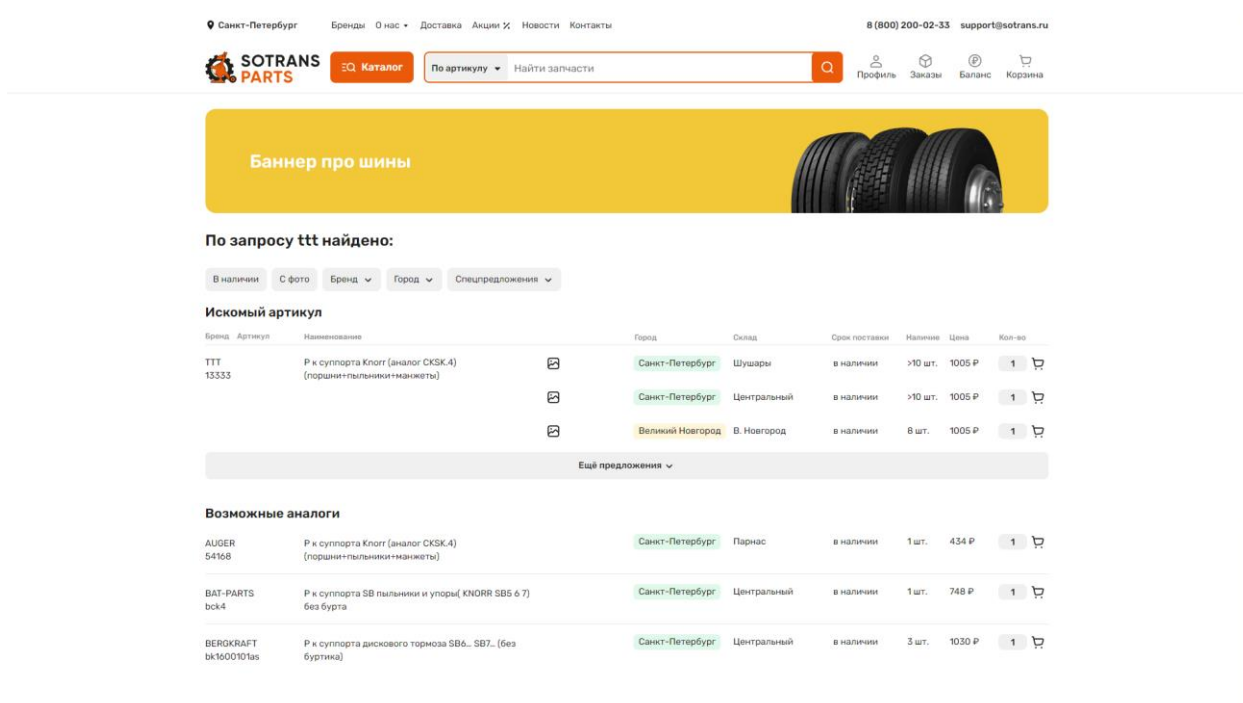 Санкт-Петербург Бренды О нас Доставка Акции Новости Контакты 8 (800) 200-02-33 support@sotrans.ru
SOTRANS
PARTS
Каталог По артикулу Найти запчасти
Профиль Заказы Баланс Корзина
Баннер про шины
По запросу ttt найдено:
В наличии С фото Бренд Город Спецпредложения
Искомый артикул
Бренд Артикул Наименование Город Склад Срок поставки Наличие Цена Кол-во
TTT Р к суппорта Knorr (аналог CKSK.4) Санкт-Петербург Шушары в наличии >10 шт. 1005 ₽ 1
13333 (поршни+пыльники+манжеты)
Санкт-Петербург Центральный в наличии >10 шт. 1005 ₽ 1
Великий Новгород В. Новгород в наличии 8 шт. 1005 ₽ 1
Ещё предложения
Возможные аналоги
AUGER Р к суппорта Knorr (аналог CKSK.4) Санкт-Петербург Парнас в наличии 1 шт. 434 ₽ 1
54168 (поршни+пыльники+манжеты)
BAT-PARTS Р к суппорта SB пыльники и упоры( KNORR SB5 6 7) Санкт-Петербург Центральный в наличии 1 шт. 748 ₽ 1
bck4 без бурта
BERGKRAFT Р к суппорта дискового тормоза SB6... SB7... (без Санкт-Петербург Центральный в наличии 3 шт. 1030 ₽ 1
bk1600101as буртика)